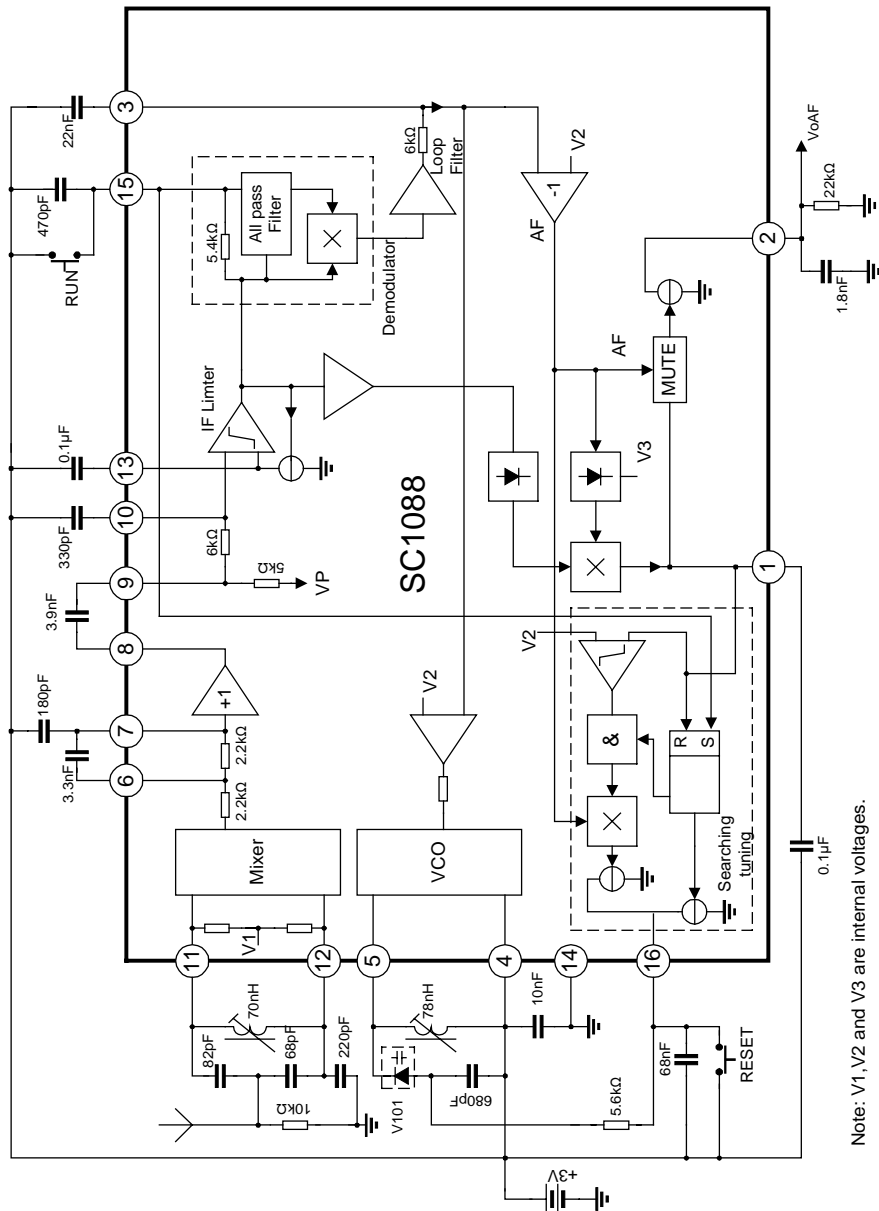 22nF
3
470pF
15
RUN
0.1µF
13
330pF
10
3.9nF
9
8
180pF
7
3.3nF
6
5.4kΩ
All pass
Filter
Demodulator
6kΩ
Loop
Filter
IF Limter
6kΩ
5kΩ
VP
+1
2.2kΩ
2.2kΩ
Mixer
V1
11
12
82pF
70nH
68pF
220pF
10kΩ
SC1088
V2
VCO
5
4
78nH
V101
680pF
10nF
14
+3V
5.6kΩ
16
68nF
RESET
V2
-1
AF
AF
MUTE
V3
2
VoAF
22kΩ
1.8nF
1
V2
&
R
S
Searching
tuning
0.1µF
Note: V1,V2 and V3 are internal voltages.